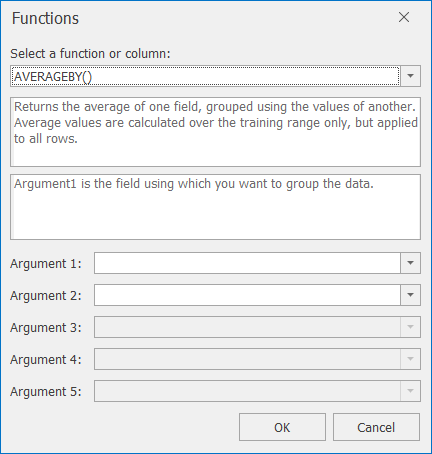 Functions
Select a function or column:
AVERAGEBY()
Returns the average of one field, grouped using the values of another.
Average values are calculated over the training range only, but applied
to all rows.
Argument1 is the field using which you want to group the data.
Argument 1:
Argument 2:
Argument 3:
Argument 4:
Argument 5:
OK Cancel